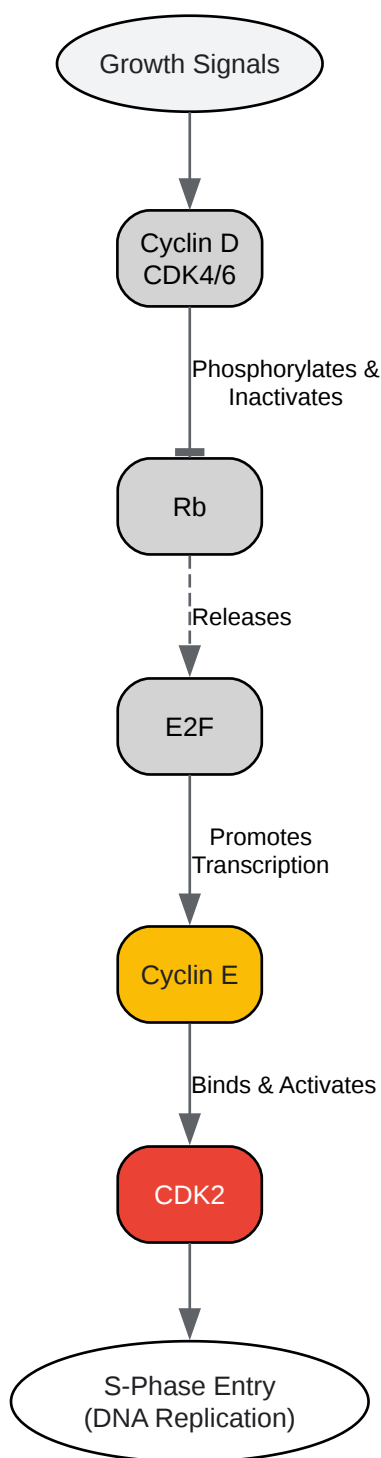 Growth Signals
Cyclin D
CDK4/6
Phosphorylates &
Inactivates
Rb
Releases
E2F
Promotes
Transcription
Cyclin E
Binds & Activates
CDK2
S-Phase Entry
(DNA Replication)